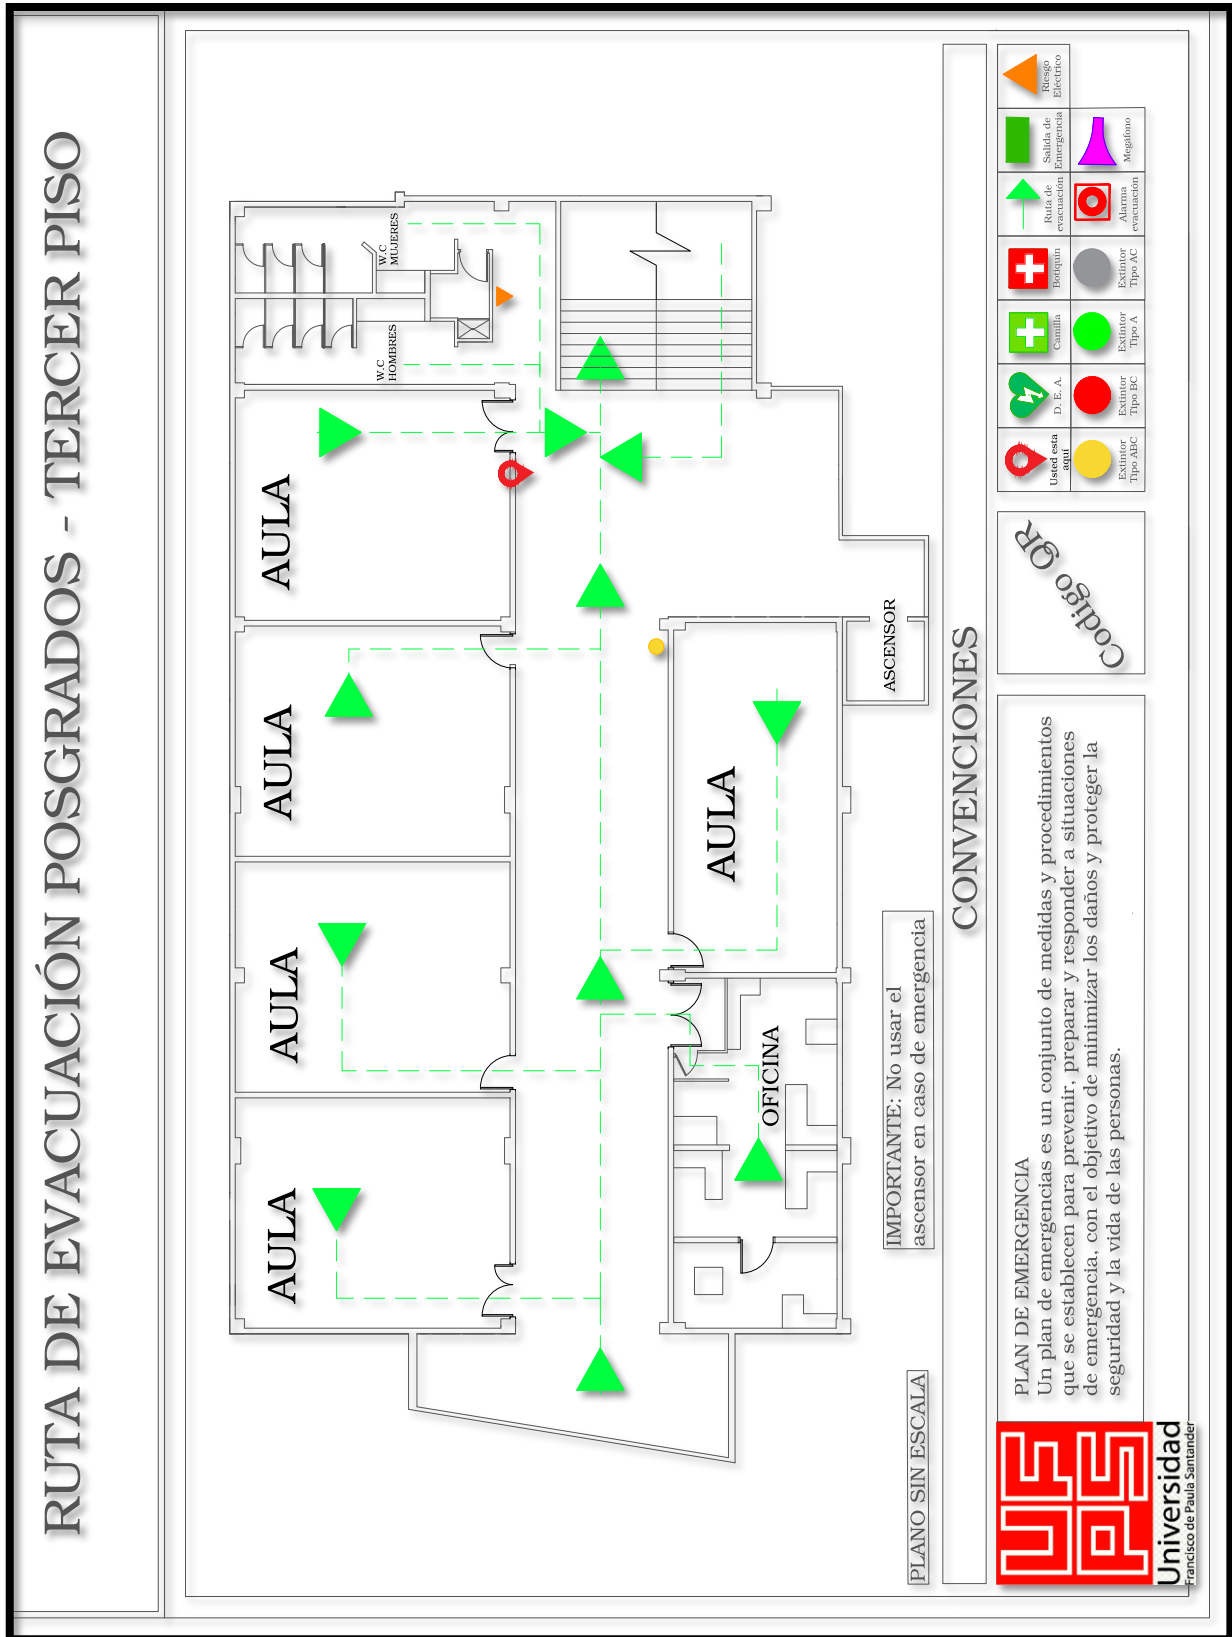 RUTA DE EVACUACIÓN POSGRADOS - TERCER PISO
AULA
AULA
AULA
AULA
W.C
HOMBRES
W.C
MUJERES
OFICINA
AULA
ASCENSOR
PLANO SIN ESCALA
IMPORTANTE: No usar el
ascensor en caso de emergencia
CONVENCIONES
Universidad
Francisco de Paula Santander
PLAN DE EMERGENCIA
Un plan de emergencias es un conjunto de medidas y procedimientos
que se establecen para prevenir, preparar y responder a situaciones
de emergencia, con el objetivo de minimizar los daños y proteger la
seguridad y la vida de las personas.
Codigo QR
Usted esta
aquí
D. E. A.
Camilla
Botiquin
Ruta de
evacuación
Salida de
Emergencia
Riesgo
Eléctrico
Extintor
Tipo ABC
Extintor
Tipo BC
Extintor
Tipo A
Extintor
Tipo AC
Alarma
evacuación
Megáfono
UF
PS